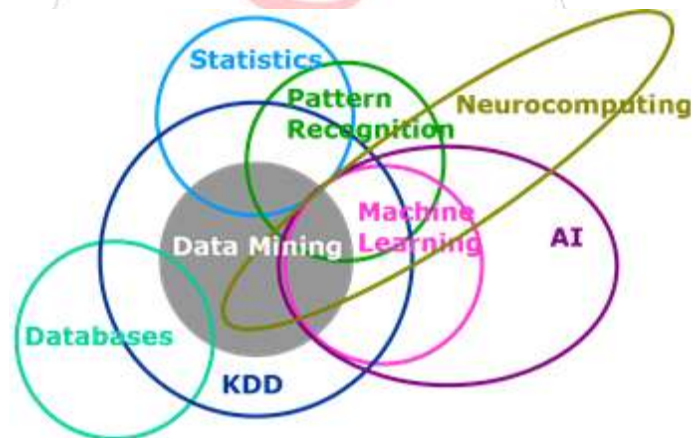 Statistics
Pattern
Recognition
Neurocomputing
Machine
Learning
AI
Data Mining
Databases
KDD